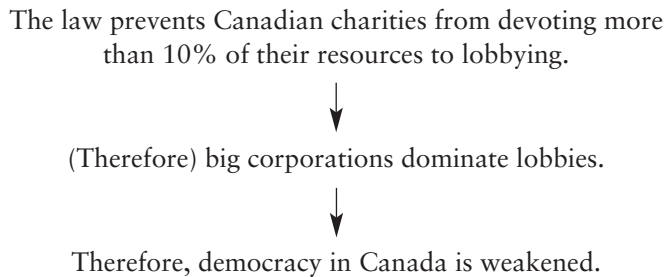 The law prevents Canadian charities from devoting more
than 10% of their resources to lobbying.
(Therefore) big corporations dominate lobbies.
Therefore, democracy in Canada is weakened.